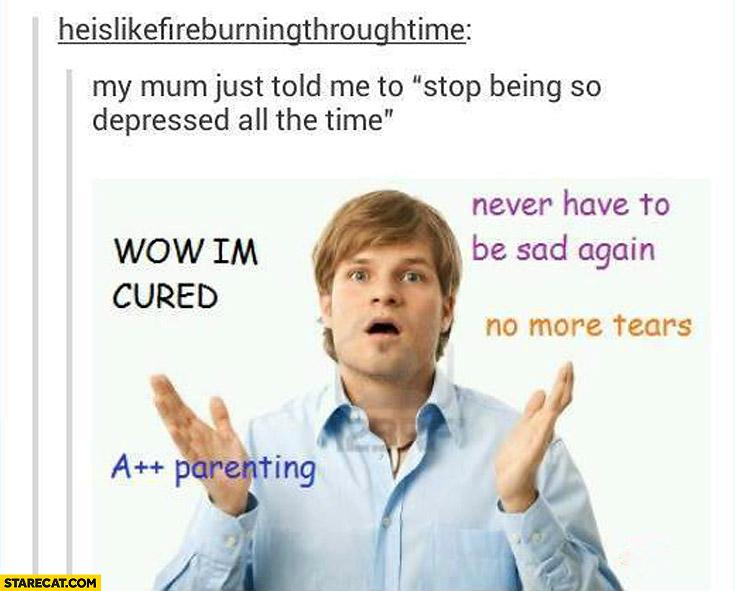 heislikefireburningthroughtime:
my mum just told me to “stop being so
depressed all the time”
WOW IM
CURED
never have to
be sad again
no more tears
A++ parenting
STARECAT.COM